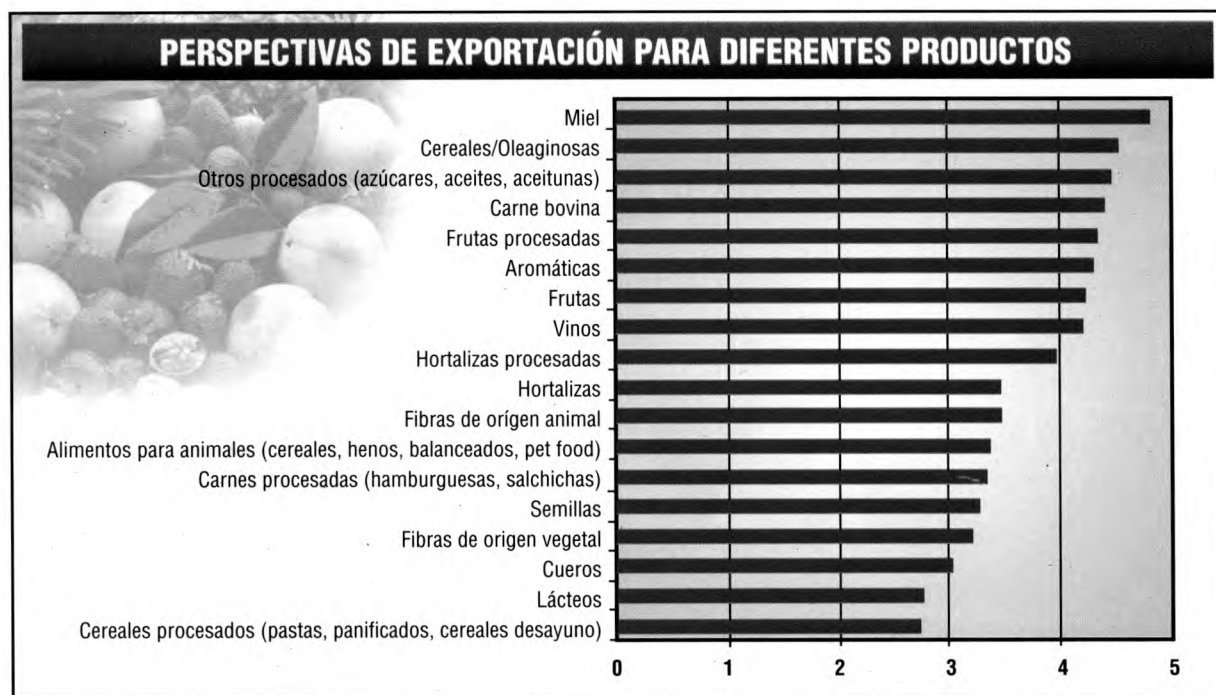 PERSPECTIVAS DE EXPORTACIÓN PARA DIFERENTES PRODUCTOS
Miel
Cereales/Oleaginosas
Otros procesados (azúcares, aceites, aceitunas)
Carne bovina
Frutas procesadas
Aromáticas
Frutas
Vinos
Hortalizas procesadas
Hortalizas
Fibras de orígen animal
Alimentos para animales (cereales, henos, balanceados, pet food)
Carnes procesadas (hamburguesas, salchichas)
Semillas
Fibras de origen vegetal
Cueros
Lácteos
Cereales procesados (pastas, panificados, cereales desayuno)
0 1 2 3 4 5